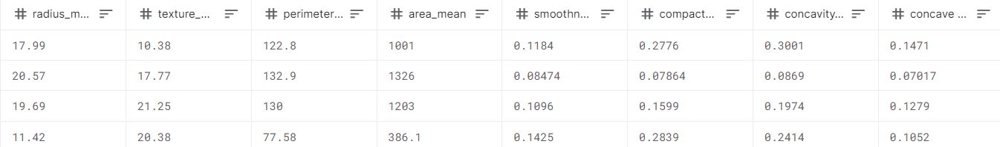 # radius_m... # texture_... # perimeter... # area_mean # smoothn... # compact... # concavity... # concave ...
17.99 10.38 122.8 1001 0.1184 0.2776 0.3001 0.1471
20.57 17.77 132.9 1326 0.08474 0.07864 0.0869 0.07017
19.69 21.25 130 1203 0.1096 0.1599 0.1974 0.1279
11.42 20.38 77.58 386.1 0.1425 0.2839 0.2414 0.1052